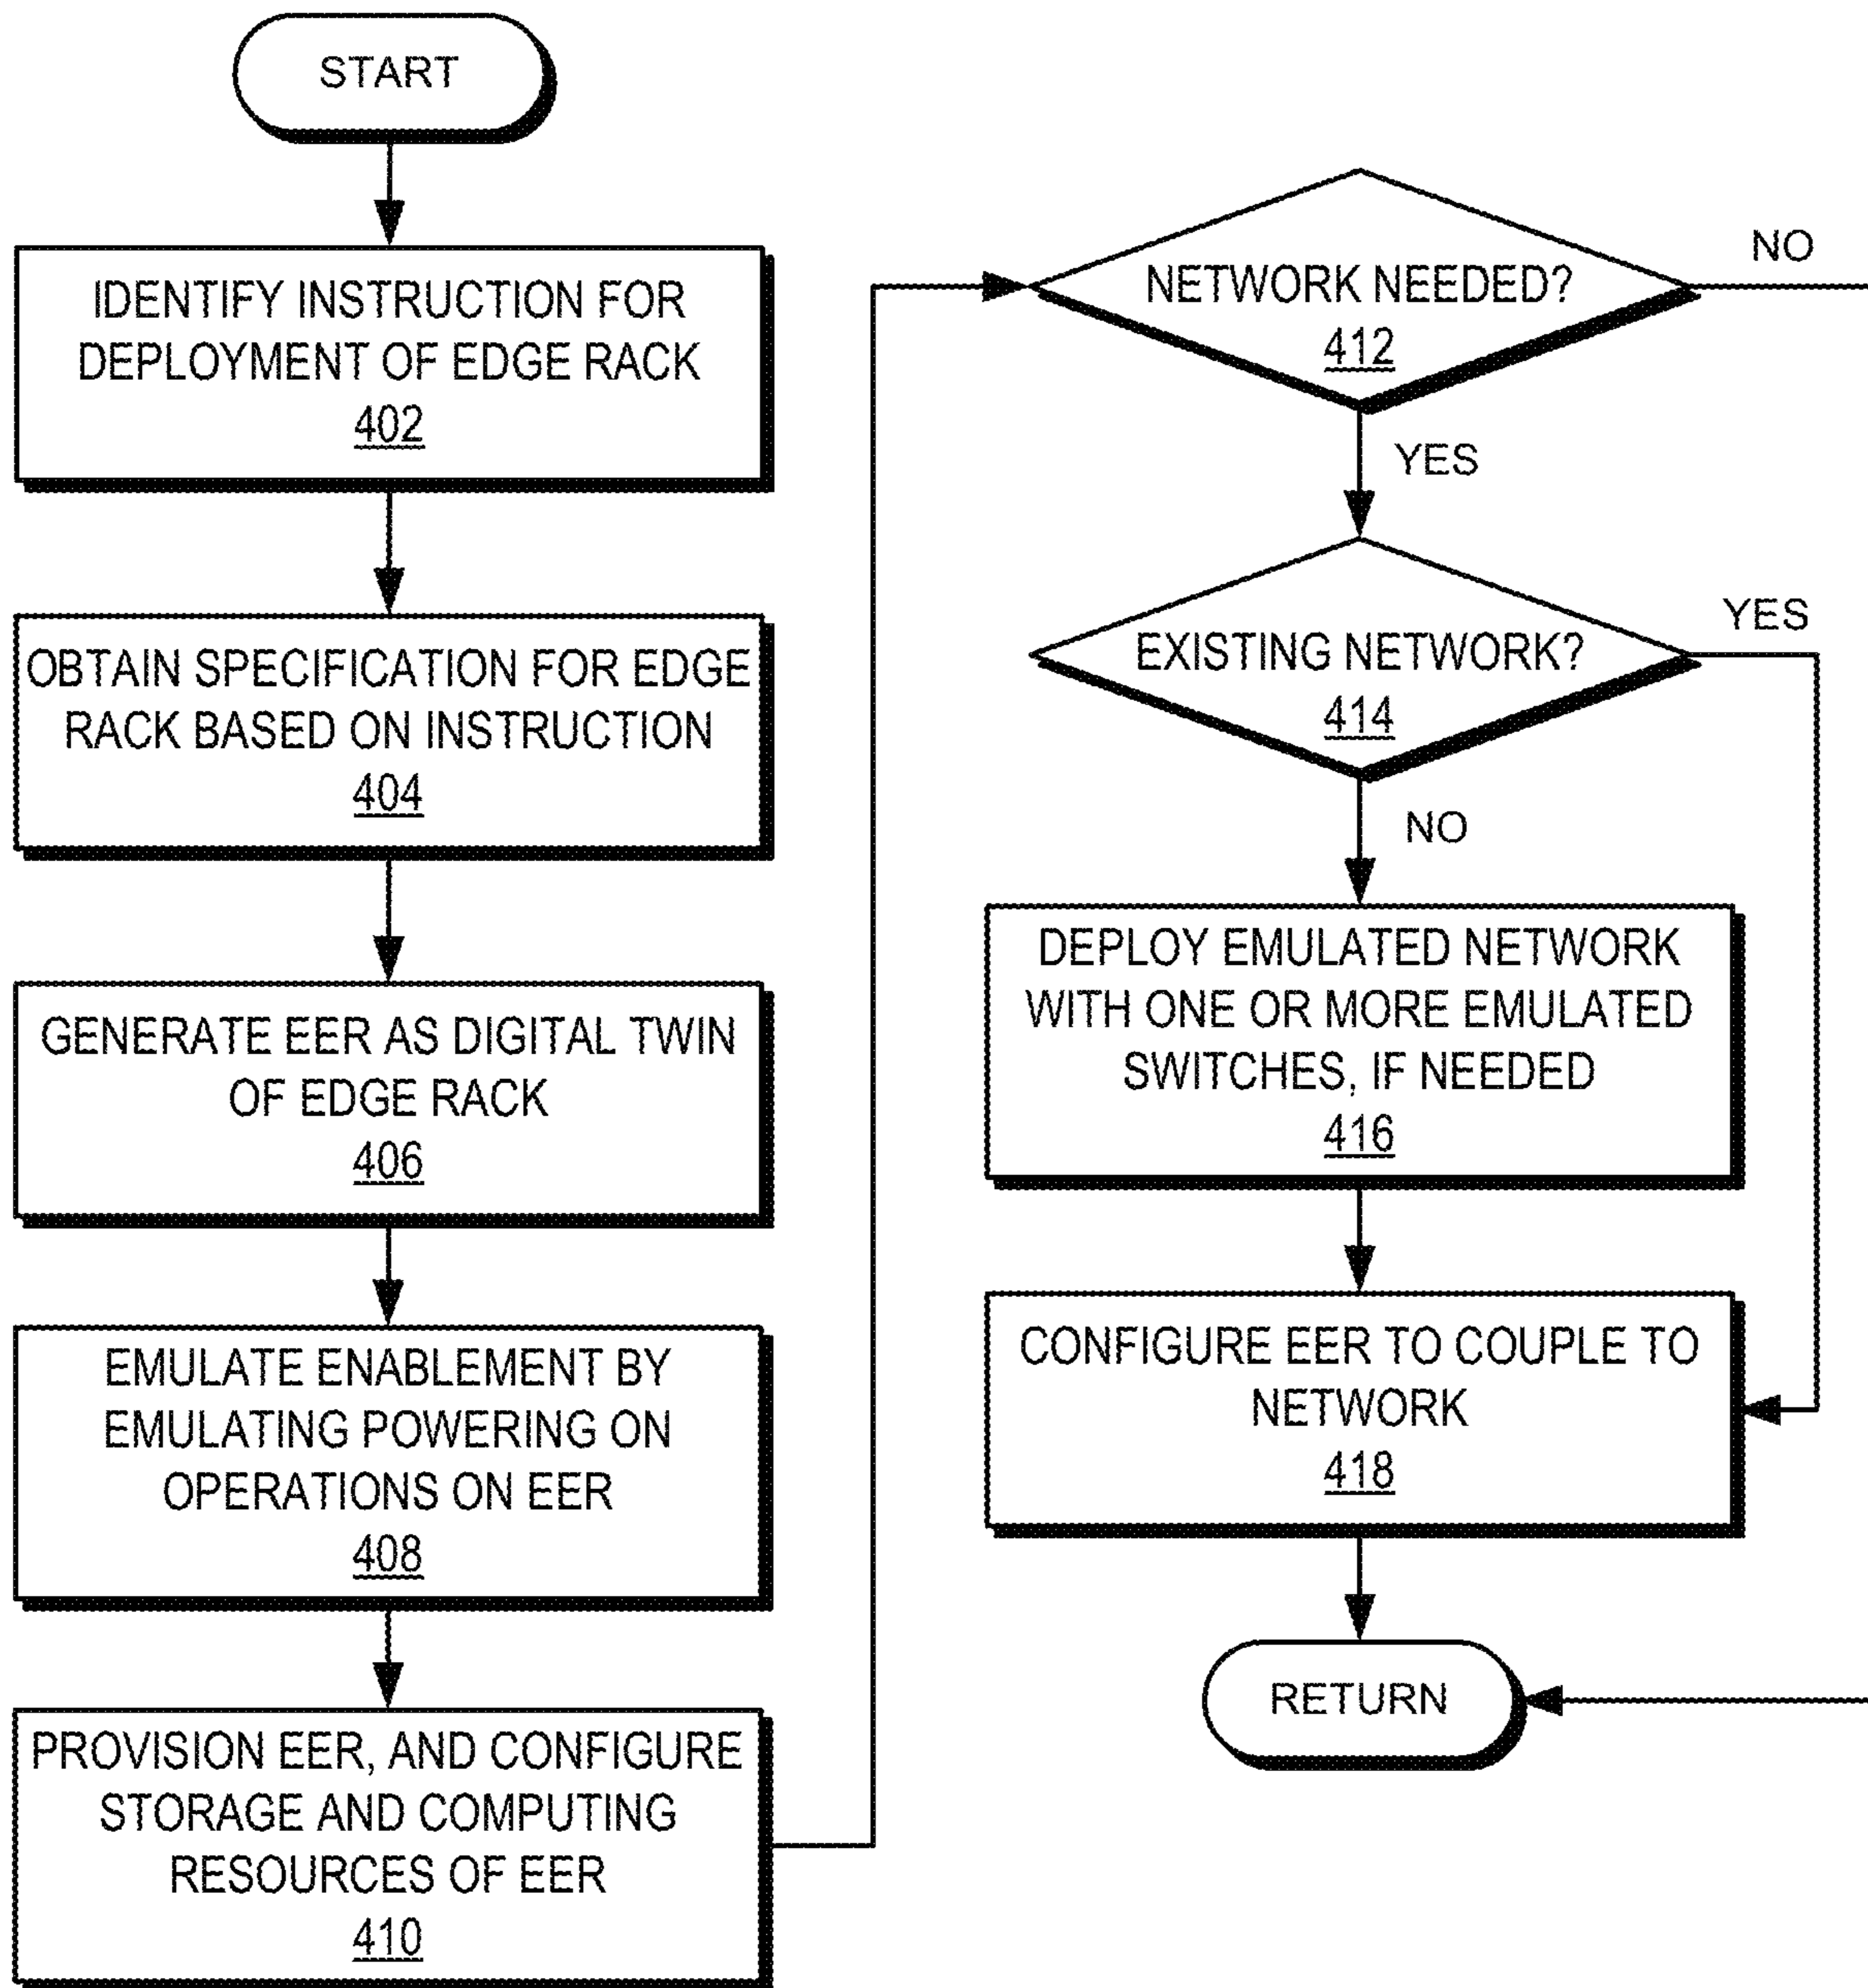 START
IDENTIFY INSTRUCTION FOR
DEPLOYMENT OF EDGE RACK
402
OBTAIN SPECIFICATION FOR EDGE
RACK BASED ON INSTRUCTION
404
GENERATE EER AS DIGITAL TWIN
OF EDGE RACK
406
EMULATE ENABLEMENT BY
EMULATING POWERING ON
OPERATIONS ON EER
408
PROVISION EER, AND CONFIGURE
STORAGE AND COMPUTING
RESOURCES OF EER
410
NETWORK NEEDED?
412
NO
YES
EXISTING NETWORK?
414
YES
NO
DEPLOY EMULATED NETWORK
WITH ONE OR MORE EMULATED
SWITCHES, IF NEEDED
416
CONFIGURE EER TO COUPLE TO
NETWORK
418
RETURN